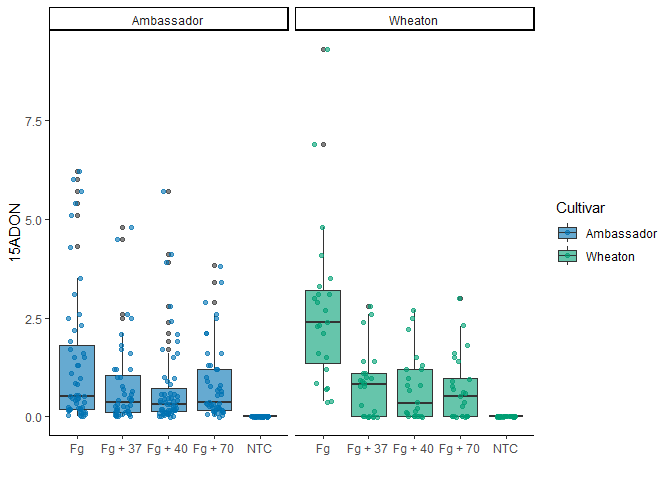 Ambassador Wheaton
7.5
5.0
2.5
0.0
15ADON
Fg Fg + 37 Fg + 40 Fg + 70 NTC Fg Fg + 37 Fg + 40 Fg + 70 NTC
Cultivar
Ambassador
Wheaton